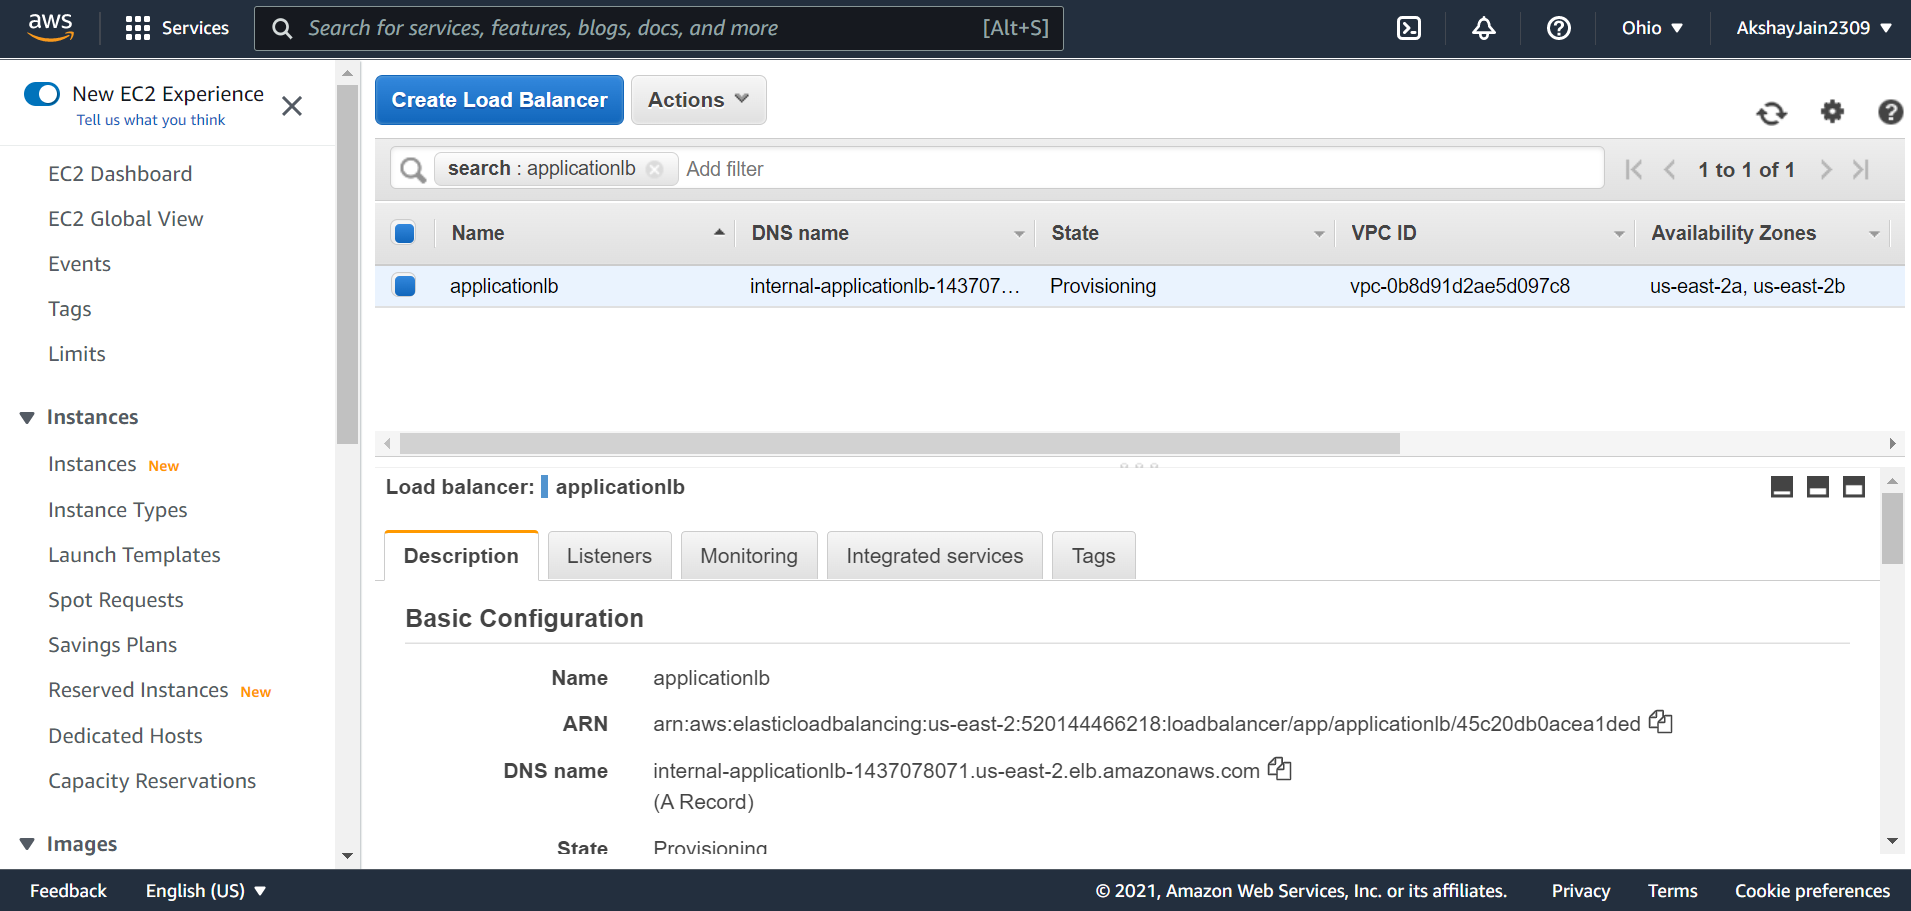 aws
Services
Search for services, features, blogs, docs, and more [Alt+S]
Ohio
AkshayJain2309
New EC2 Experience
Tell us what you think
EC2 Dashboard
EC2 Global View
Events
Tags
Limits
Instances
Instances New
Instance Types
Launch Templates
Spot Requests
Savings Plans
Reserved Instances New
Dedicated Hosts
Capacity Reservations
Images
Create Load Balancer
Actions
search : applicationlb
Add filter
1 to 1 of 1
Name DNS name State VPC ID Availability Zones
applicationlb internal-applicationlb-143707... Provisioning vpc-0b8d91d2ae5d097c8 us-east-2a, us-east-2b
Load balancer: applicationlb
Description Listeners Monitoring Integrated services Tags
Basic Configuration
Name applicationlb
ARN arn:aws:elasticloadbalancing:us-east-2:520144466218:loadbalancer/app/applicationlb/45c20db0acea1ded
DNS name internal-applicationlb-1437078071.us-east-2.elb.amazonaws.com
(A Record)
State Provisioning
Feedback
English (US)
© 2021, Amazon Web Services, Inc. or its affiliates.
Privacy
Terms
Cookie preferences